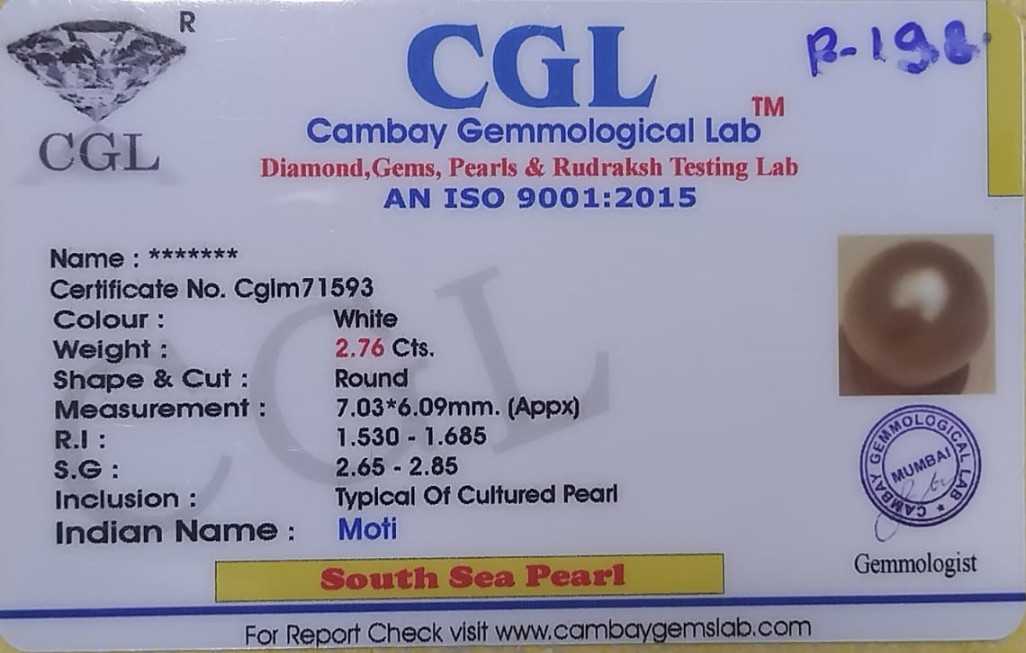 R
CGL
CGL
TM
Cambay Gemmological Lab
Diamond,Gems, Pearls & Rudraksh Testing Lab
AN ISO 9001:2015
Name : *******
Certificate No. Cglm71593
Colour : White
Weight : 2.76 Cts.
Shape & Cut : Round
Measurement : 7.03*6.09mm. (Appx)
R.I : 1.530 - 1.685
S.G : 2.65 - 2.85
Inclusion : Typical Of Cultured Pearl
Indian Name : Moti
CGL
CAMBAY GEMMOLOGICAL LAB
MUMBAI
Gemmologist
South Sea Pearl
For Report Check visit www.cambaygemslab.com